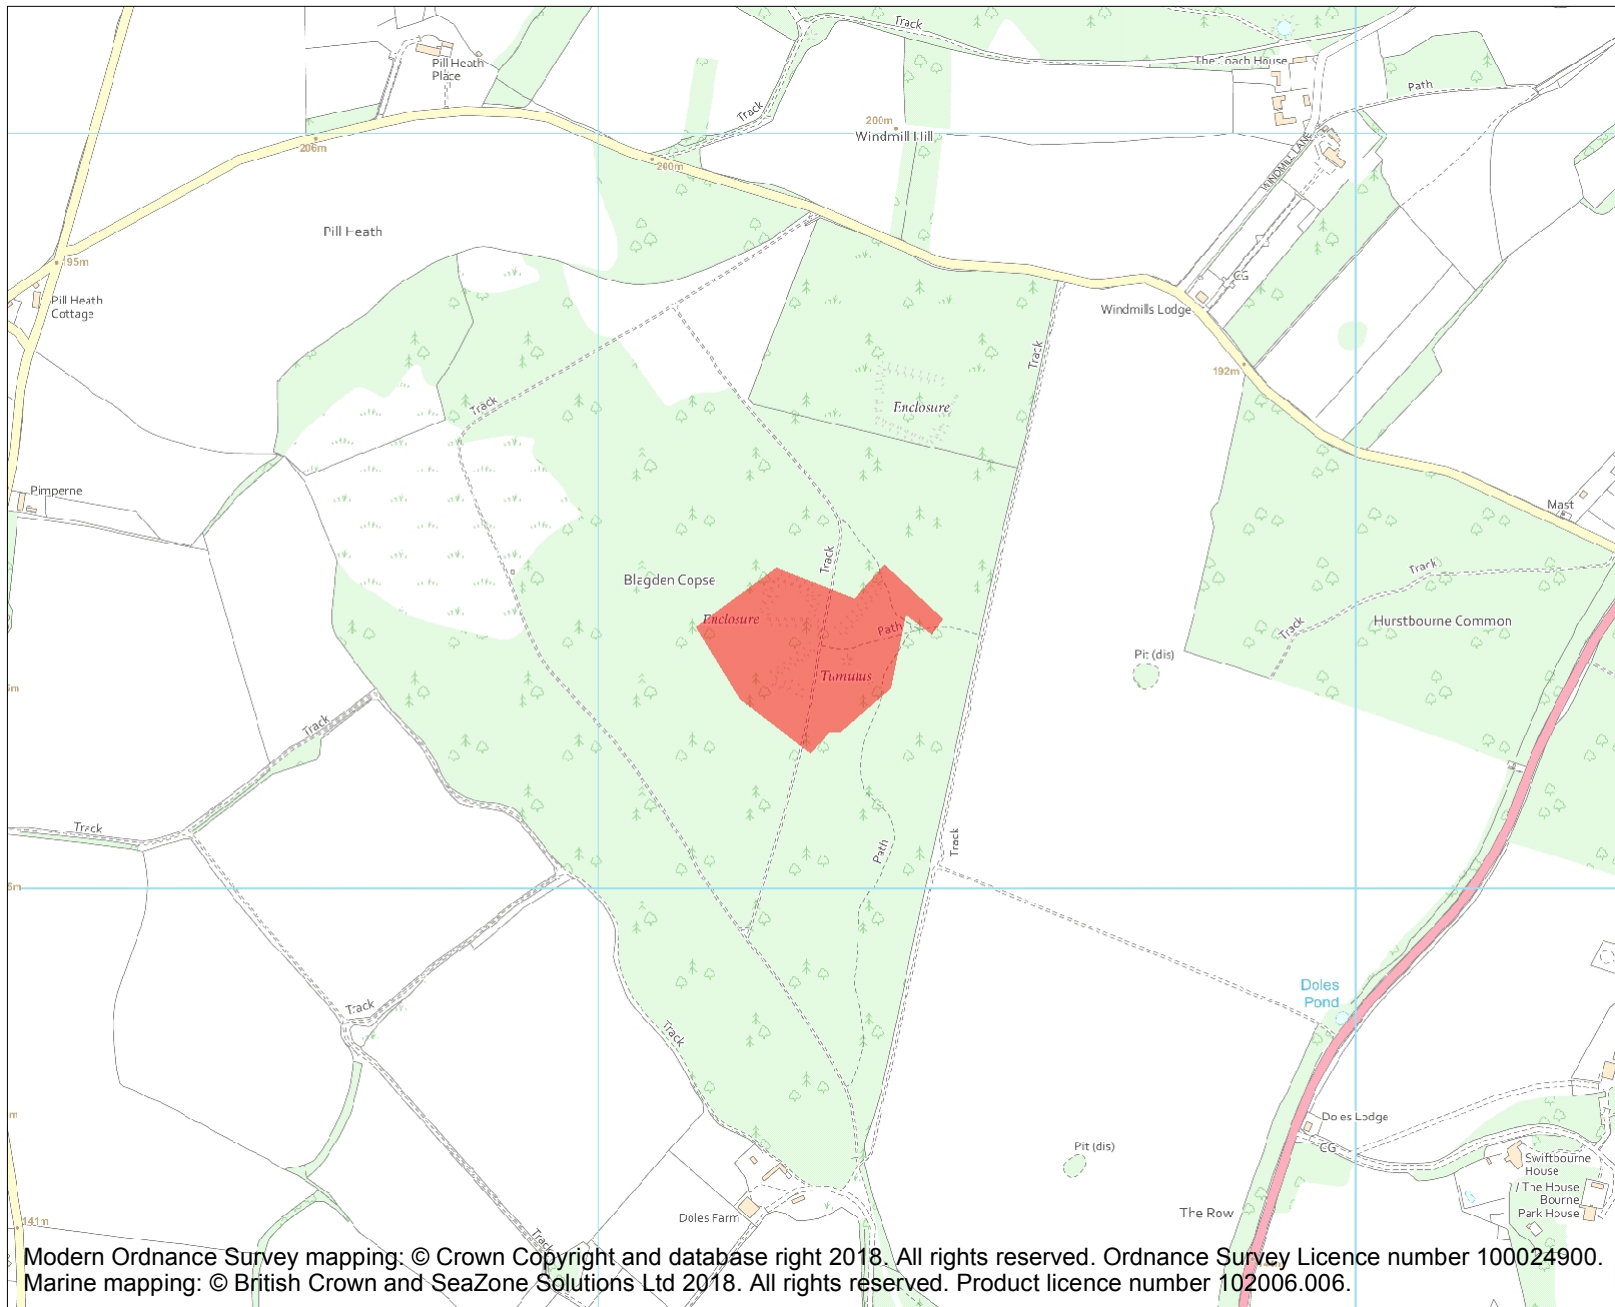 Track
Pill Heath
Place
The Coach House
Path
Track
200m
Windmill Hill
206m
200m
WINDMILL LANE
Pill Heath
195m
CG
Pill Heath
Cottage
Windmills Lodge
Track
192m
Track
Enclosure
Pimperne
Mast
Track
Track
Blagden Copse
Enclosure
Path
Hurstbourne Common
Track
Pit (dis)
Tumulus
Track
Track
Track
Path
Doles
Pond
Track
Track
Doles Lodge
CG
Pit (dis)
Swiftbourne
House
The House
Bourne
Park House
The Row
Doles Farm
141m
Track
Modern Ordnance Survey mapping: © Crown Copyright and database right 2018. All rights reserved. Ordnance Survey Licence number 100024900.
Marine mapping: © British Crown and SeaZone Solutions Ltd 2018. All rights reserved. Product licence number 102006.006.